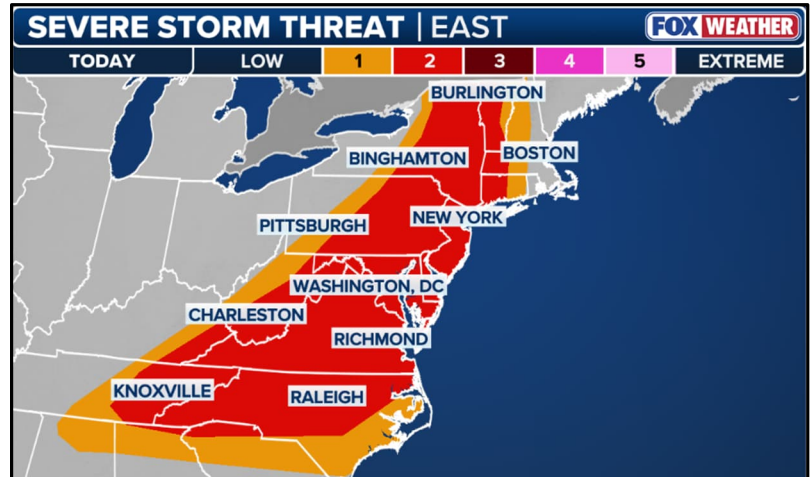 SEVERE STORM THREAT | EAST
FOX WEATHER
TODAY LOW 1 2 3 4 5 EXTREME
BURLINGTON
BINGHAMTON
BOSTON
PITTSBURGH
NEW YORK
WASHINGTON, DC
CHARLESTON
RICHMOND
KNOXVILLE
RALEIGH